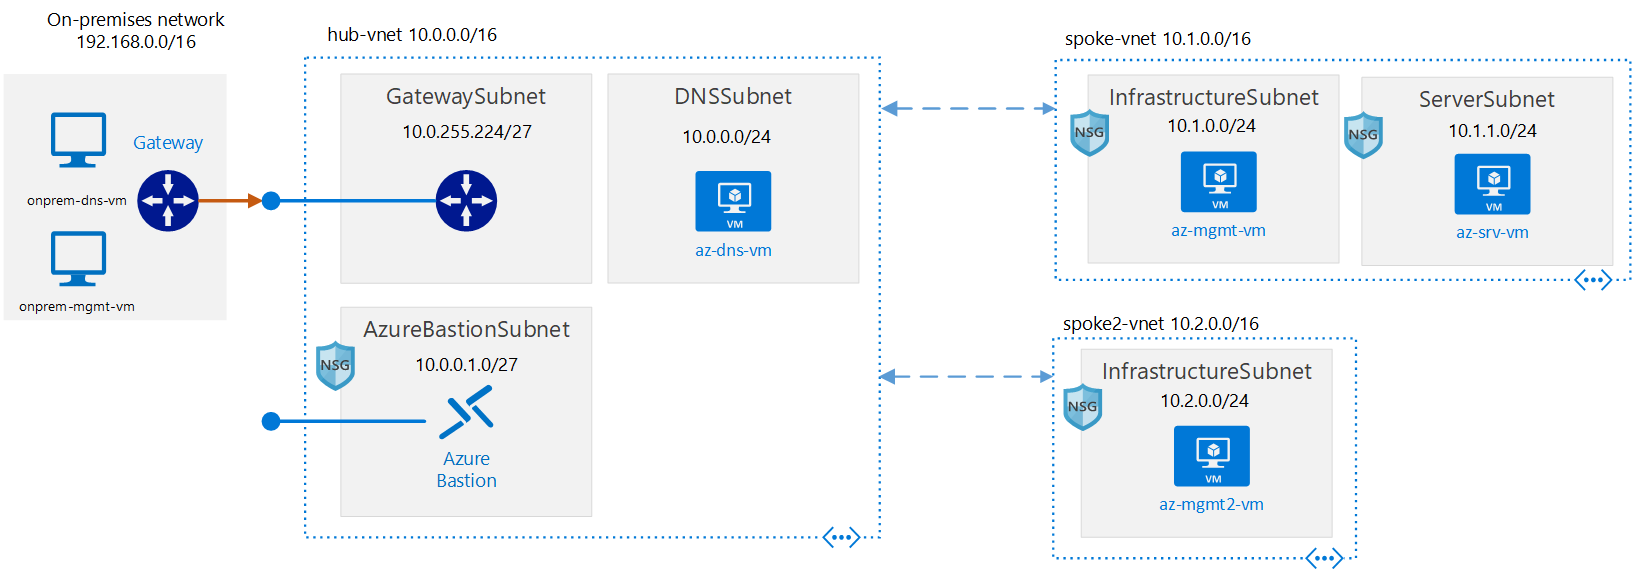 On-premises network
192.168.0.0/16
onprem-dns-vm
Gateway
onprem-mgmt-vm
hub-vnet 10.0.0.0/16
GatewaySubnet
10.0.255.224/27
DNSSubnet
10.0.0.0/24
VM
az-dns-vm
AzureBastionSubnet
NSG
10.0.0.1.0/27
Azure
Bastion
spoke-vnet 10.1.0.0/16
InfrastructureSubnet
NSG
10.1.0.0/24
VM
az-mgmt-vm
ServerSubnet
NSG
10.1.1.0/24
VM
az-srv-vm
spoke2-vnet 10.2.0.0/16
InfrastructureSubnet
NSG
10.2.0.0/24
VM
az-mgmt2-vm